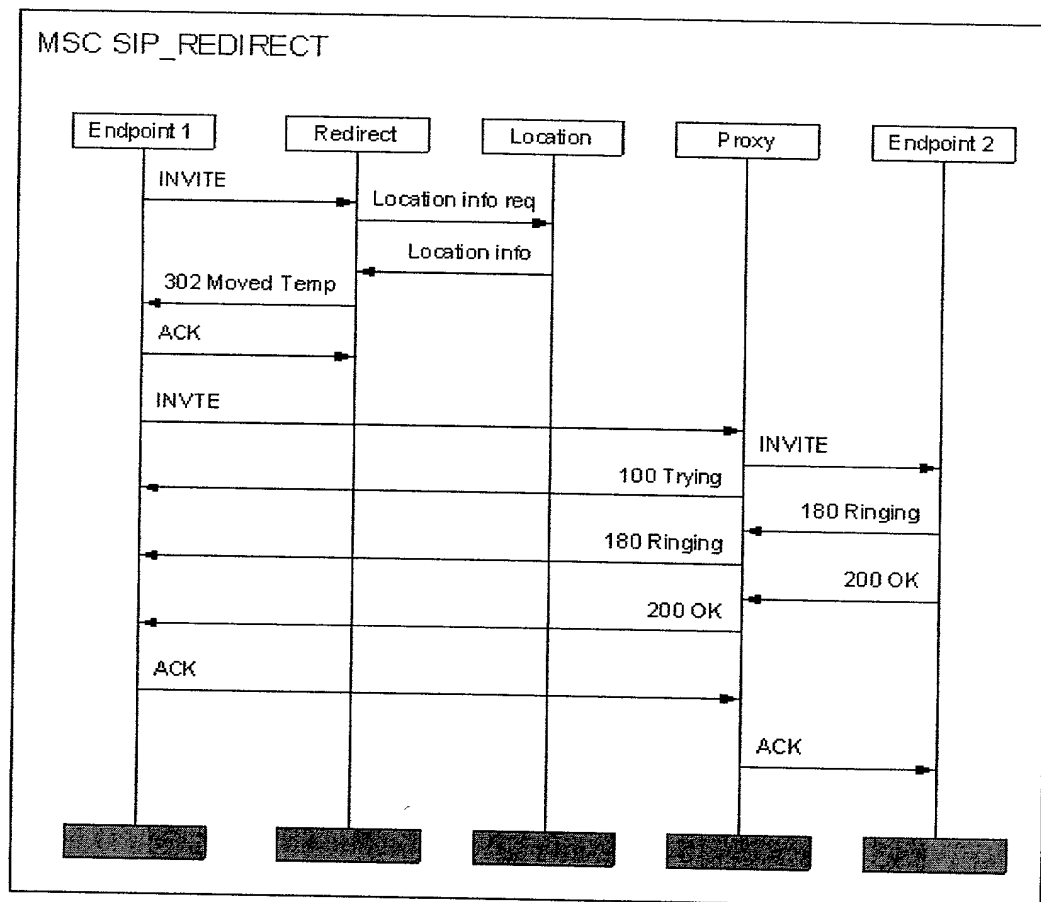 MSC SIP_REDIRECT
Endpoint 1
Redirect
Location
Proxy
Endpoint 2
INVITE
Location info req
Location info
302 Moved Temp
ACK
INVTE
INVITE
100 Trying
180 Ringing
180 Ringing
200 OK
200 OK
ACK
ACK